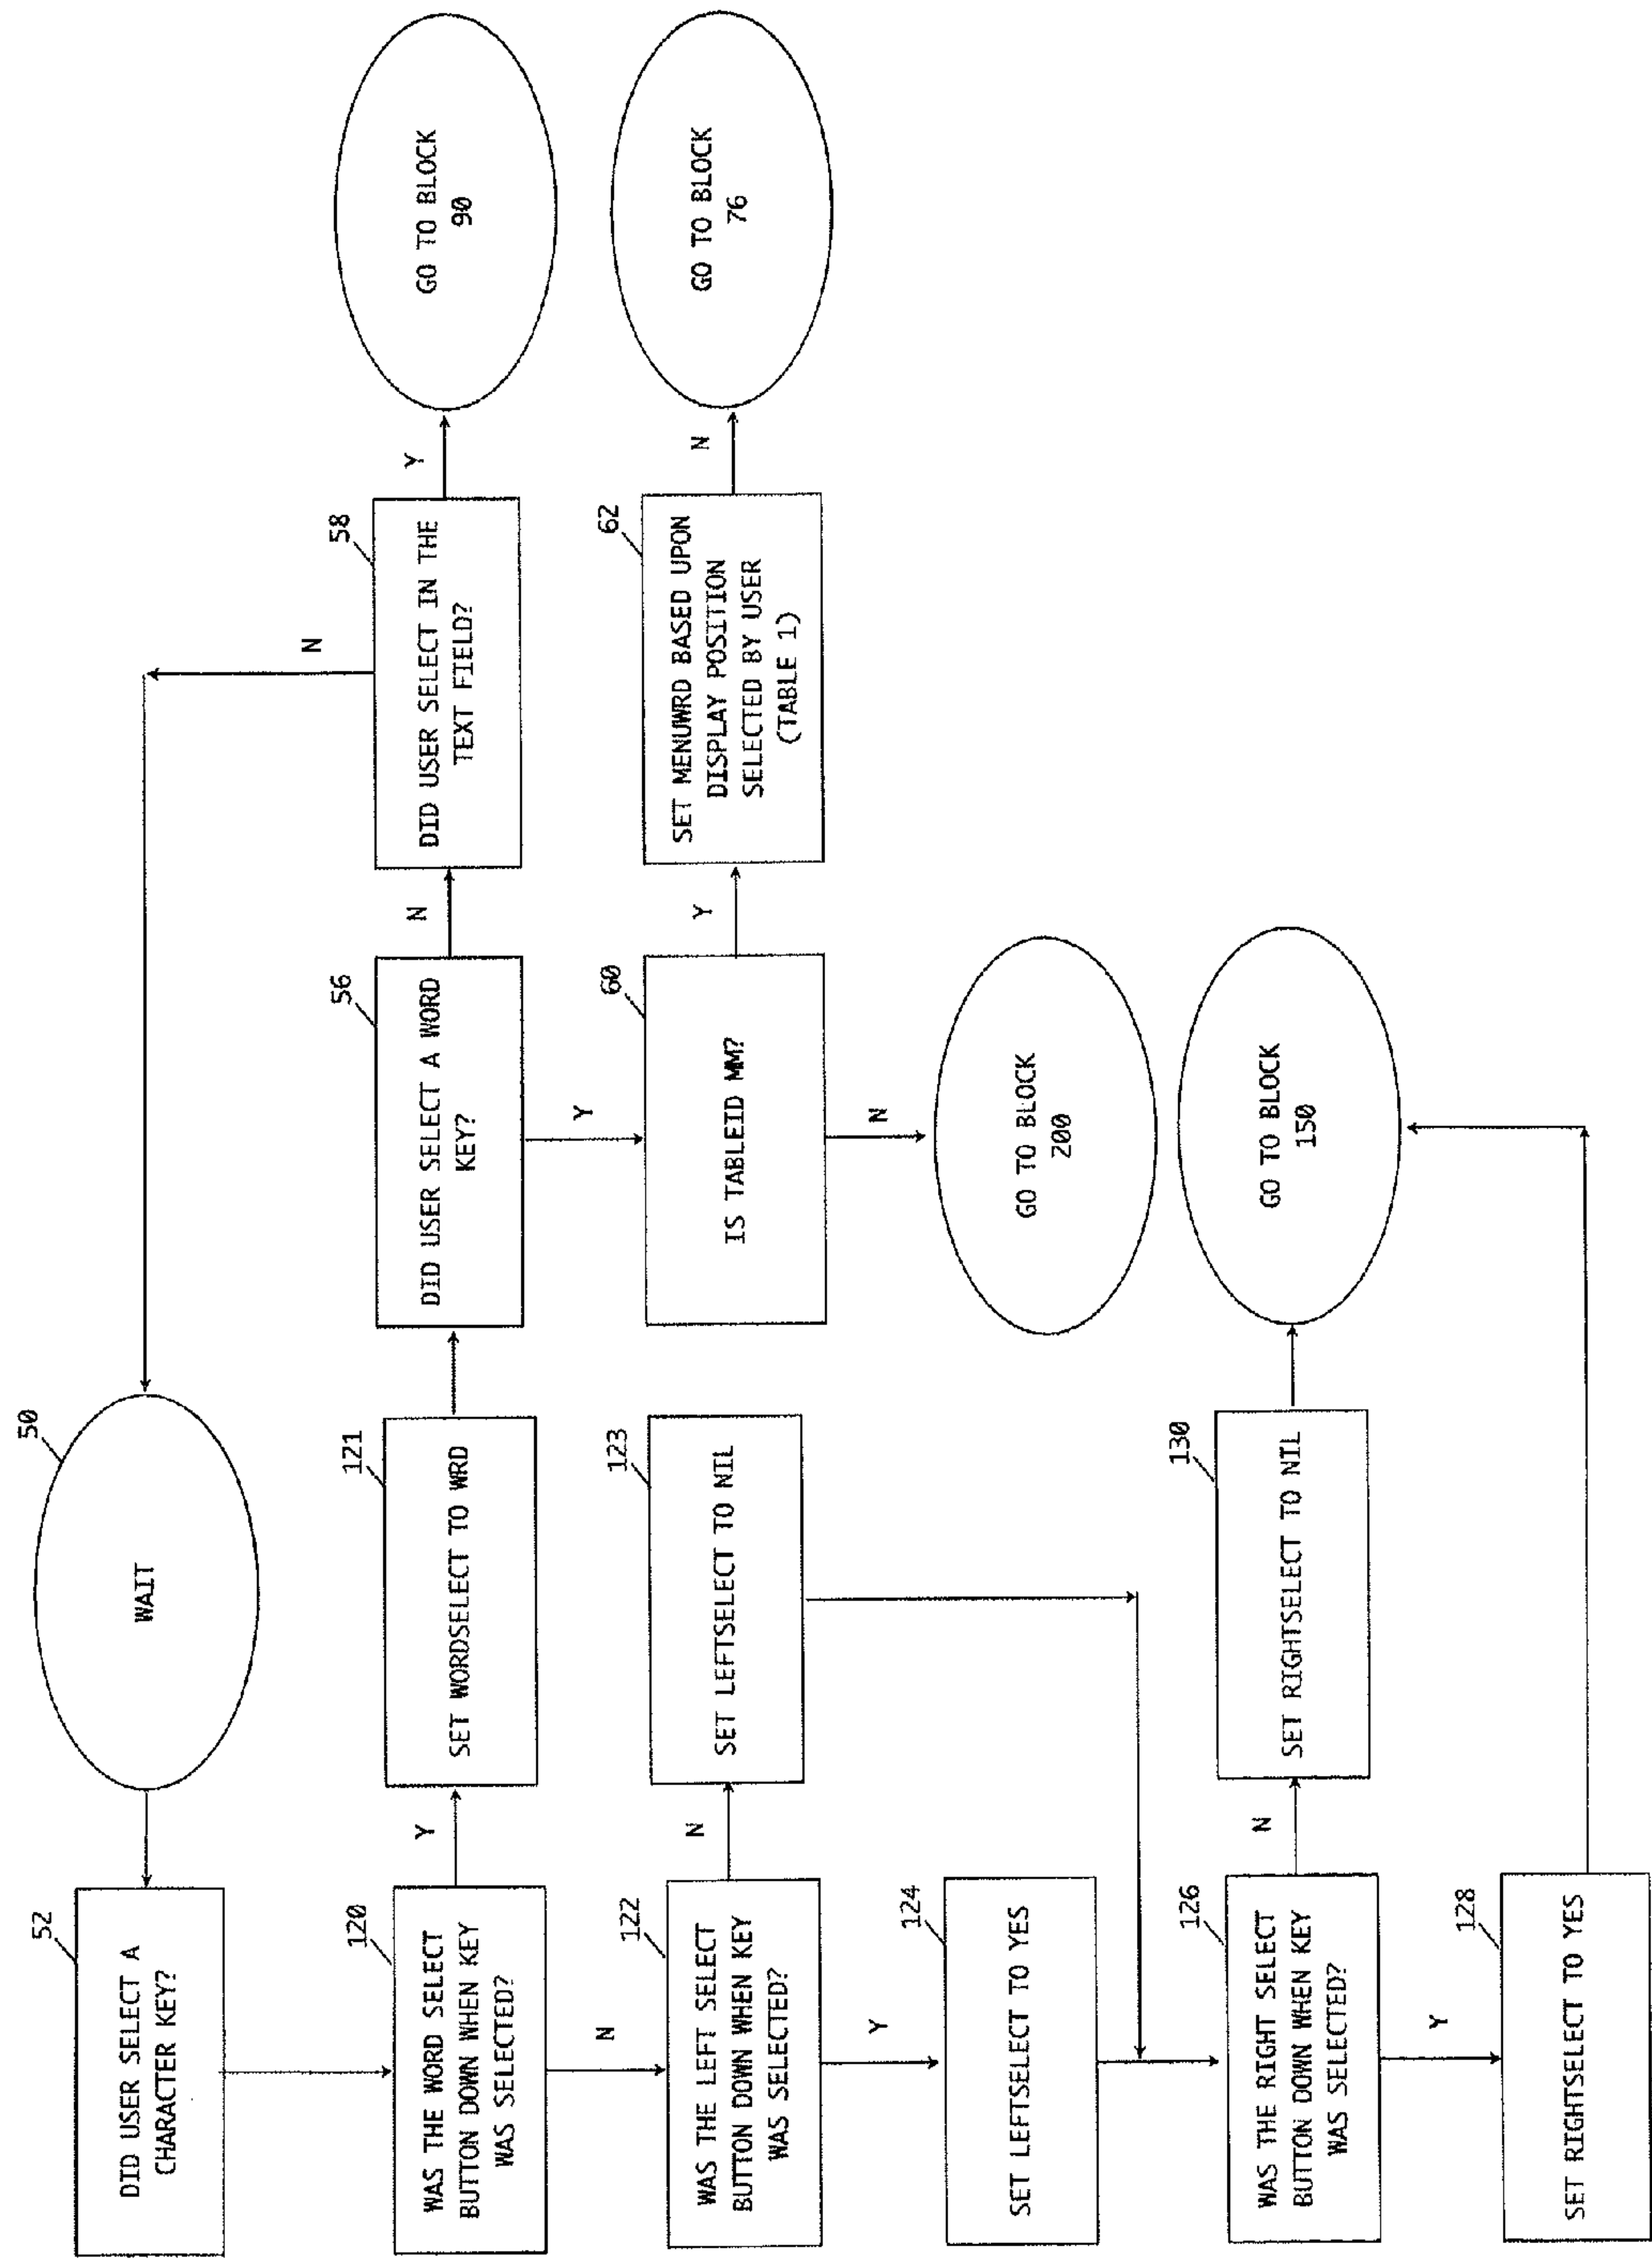 52
DID USER SELECT A
CHARACTER KEY?
50
WAIT
N
120
WAS THE WORD SELECT
BUTTON DOWN WHEN KEY
WAS SELECTED?
Y
121
SET WORDSELECT TO WRD
56
DID USER SELECT A WORD
KEY?
N
58
DID USER SELECT IN THE
TEXT FIELD?
Y
GO TO BLOCK
90
N
Y
122
WAS THE LEFT SELECT
BUTTON DOWN WHEN KEY
WAS SELECTED?
N
123
SET LEFTSELECT TO NIL
60
IS TABLEID MM?
Y
62
SET MENUWRD BASED UPON
DISPLAY POSITION
SELECTED BY USER
(TABLE 1)
N
GO TO BLOCK
76
Y
N
124
SET LEFTSELECT TO YES
GO TO BLOCK
200
126
WAS THE RIGHT SELECT
BUTTON DOWN WHEN KEY
WAS SELECTED?
N
130
SET RIGHTSELECT TO NIL
GO TO BLOCK
150
Y
128
SET RIGHTSELECT TO YES